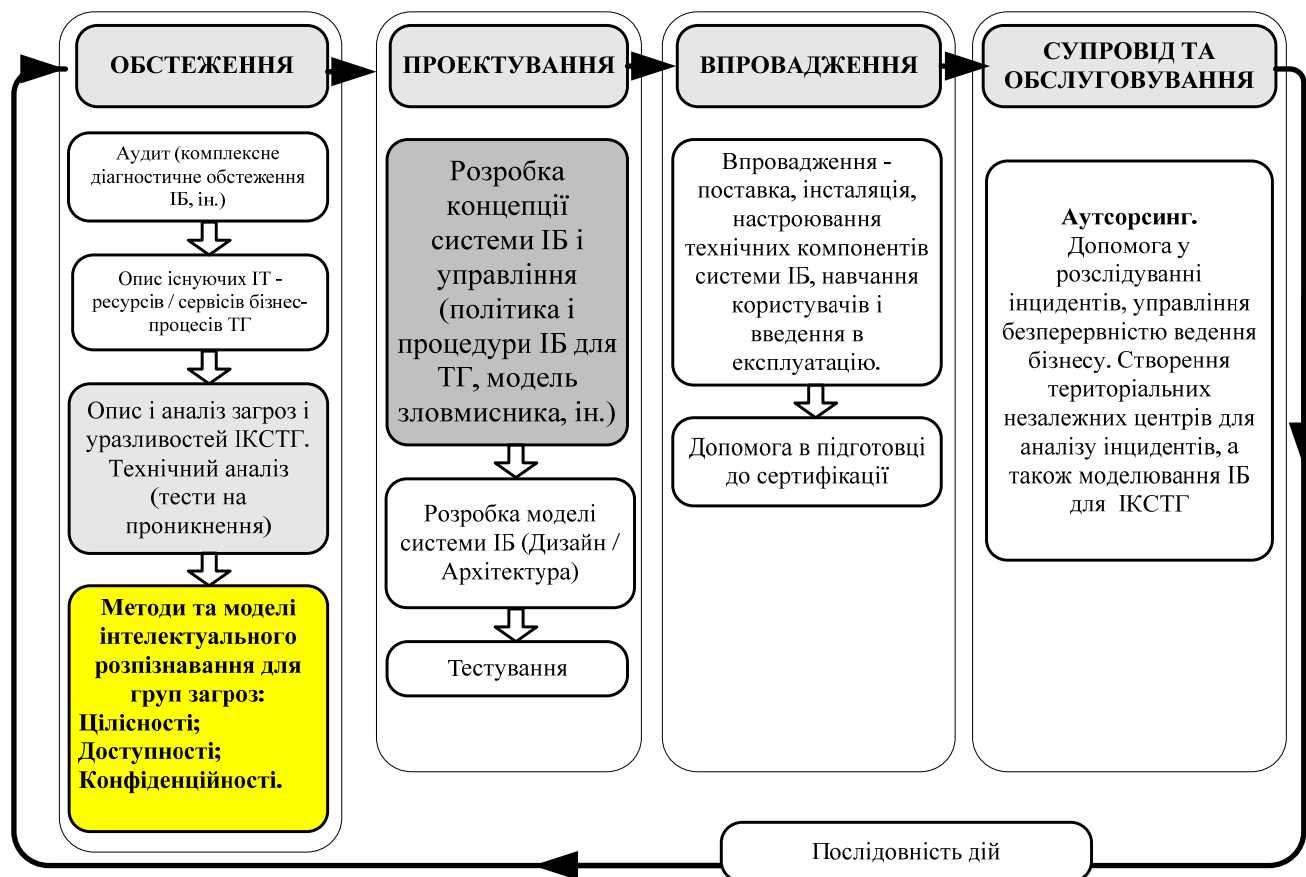 ОБСТЕЖЕННЯ
Аудит (комплексне
діагностичне обстеження
ІБ, ін.)
Опис існуючих ІТ -
ресурсів / сервісів бізнес-
процесів ТГ
Опис і аналіз загроз і
уразливостей ІКСТГ.
Технічний аналіз
(тести на
проникнення)
Методи та моделі
інтелектуального
розпізнавання для
груп загроз:
Цілісності;
Доступності;
Конфіденційності.
ПРОЕКТУВАННЯ
Розробка
концепції
системи ІБ і
управління
(політика і
процедури ІБ для
ТГ, модель
зловмисника, ін.)
Розробка моделі
системи ІБ (Дизайн /
Архітектура)
Тестування
ВПРОВАДЖЕННЯ
Впровадження -
поставка, інсталяція,
настроювання
технічних компонентів
системи ІБ, навчання
користувачів і
введення в
експлуатацію.
Допомога в підготовці
до сертифікації
СУПРОВІД ТА
ОБСЛУГОВУВАННЯ
Аутсорсинг.
Допомога у
розслідуванні
інцидентів, управління
безперервністю ведення
бізнесу. Створення
територіальних
незалежних центрів для
аналізу інцидентів, а
також моделювання ІБ
для ІКСТГ
Послідовність дій